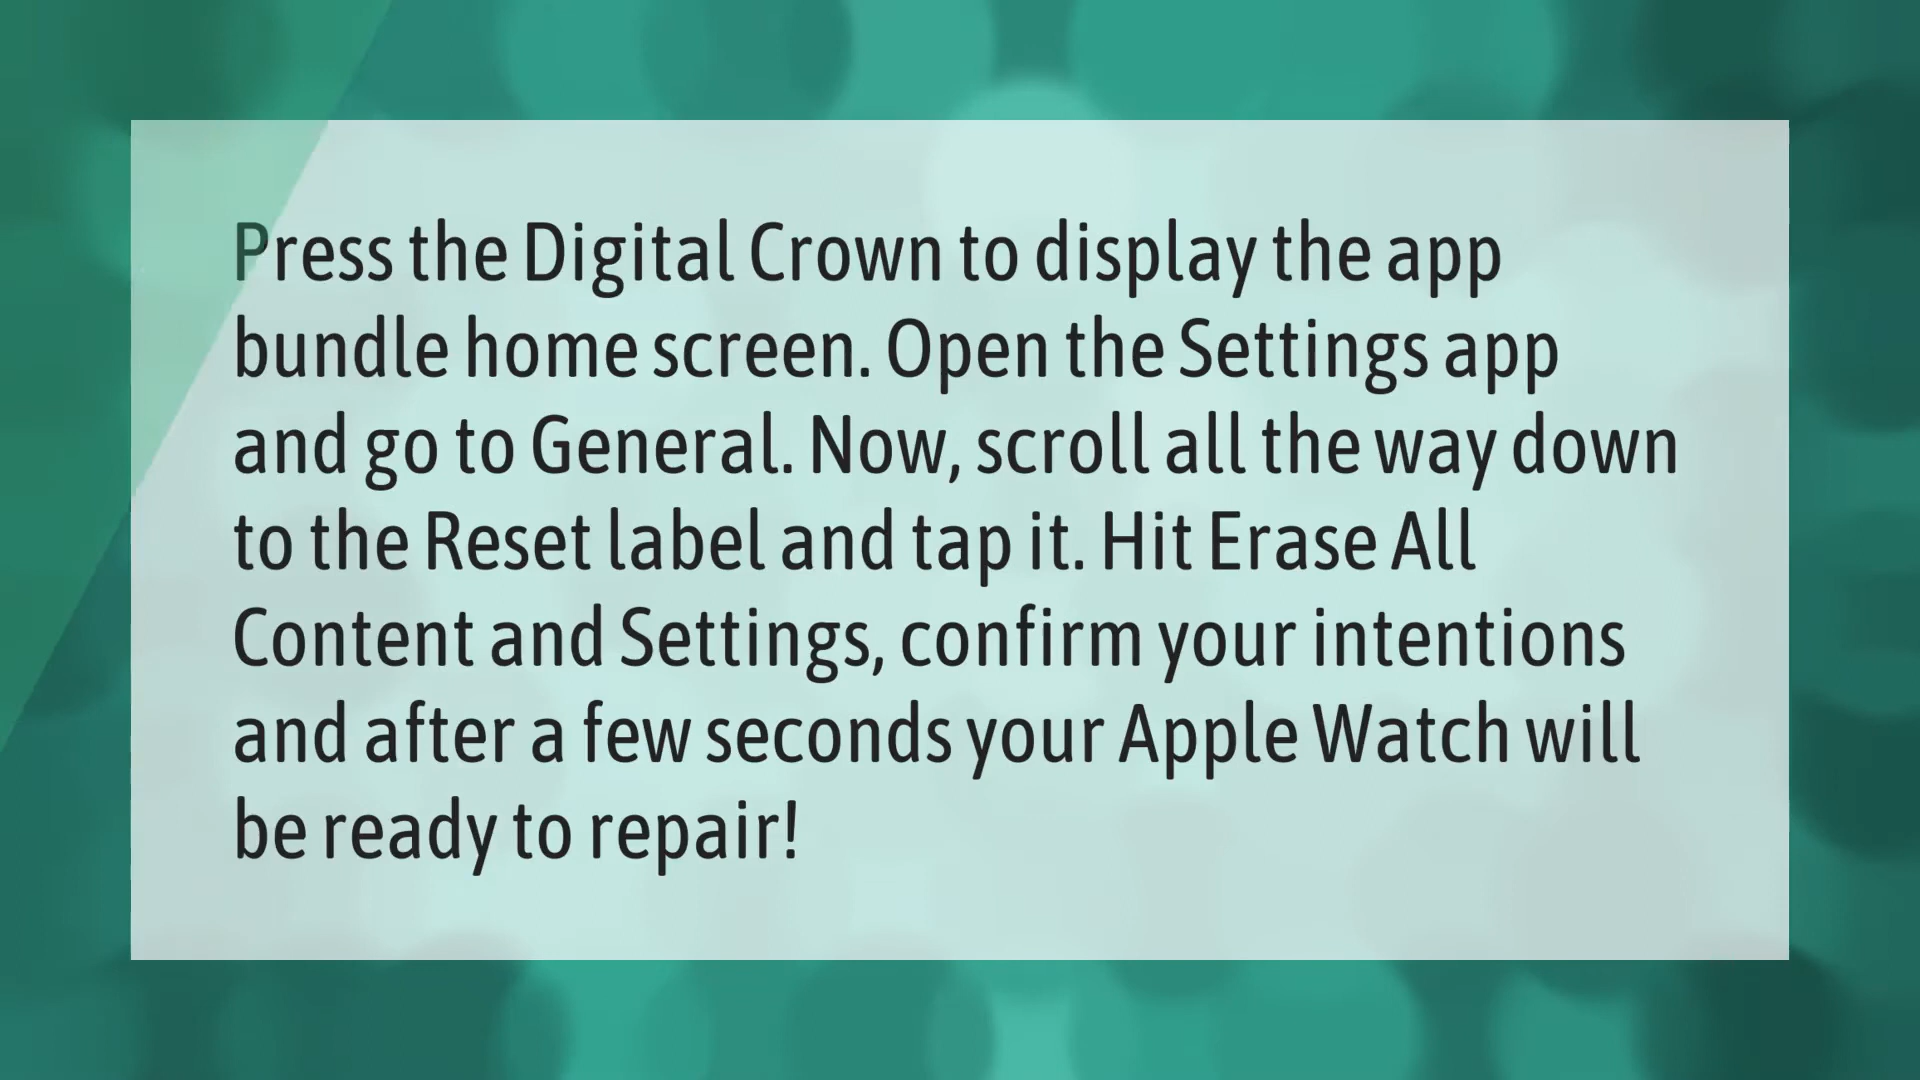 Press the Digital Crown to display the app
bundle home screen. Open the Settings app
and go to General. Now, scroll all the way down
to the Reset label and tap it. Hit Erase All
Content and Settings, confirm your intentions
and after a few seconds your Apple Watch will
be ready to repair!